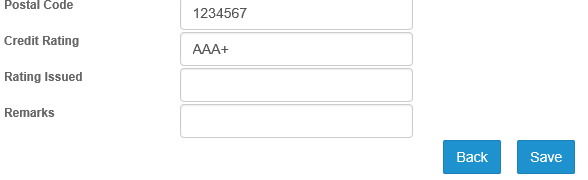 Postal Code 1234567
Credit Rating AAA+
Rating Issued
Remarks
Back Save